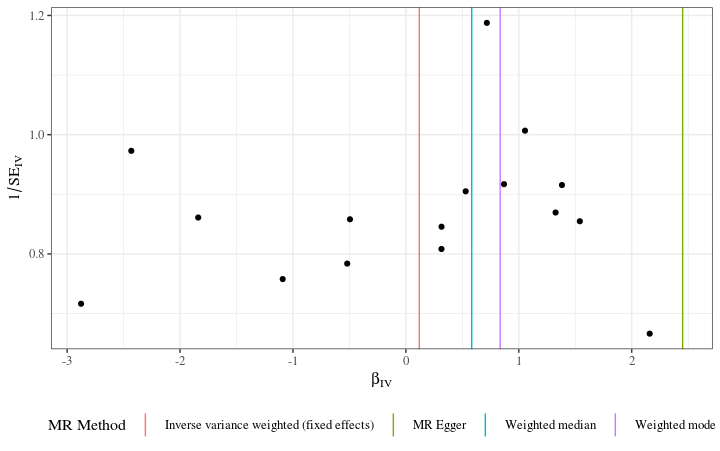 1.2
1.0
0.8
1/SE_IV
-3 -2 -1 0 1 2
β_IV
MR Method Inverse variance weighted (fixed effects) MR Egger Weighted median Weighted mode